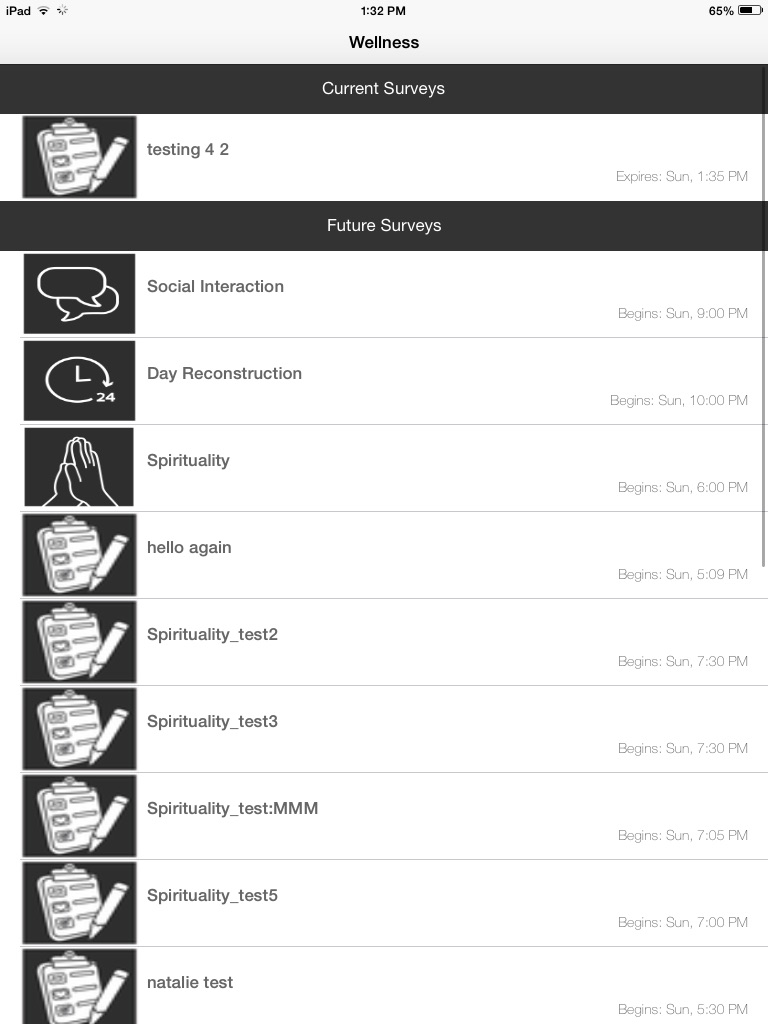 iPad 1:32 PM 65%
Wellness
Current Surveys
testing 4 2
Expires: Sun, 1:35 PM
Future Surveys
Social Interaction
Begins: Sun, 9:00 PM
24
Day Reconstruction
Begins: Sun, 10:00 PM
Spirituality
Begins: Sun, 6:00 PM
hello again
Begins: Sun, 5:09 PM
Spirituality_test2
Begins: Sun, 7:30 PM
Spirituality_test3
Begins: Sun, 7:30 PM
Spirituality_test:MMM
Begins: Sun, 7:05 PM
Spirituality_test5
Begins: Sun, 7:00 PM
natalie test
Begins: Sun, 5:30 PM